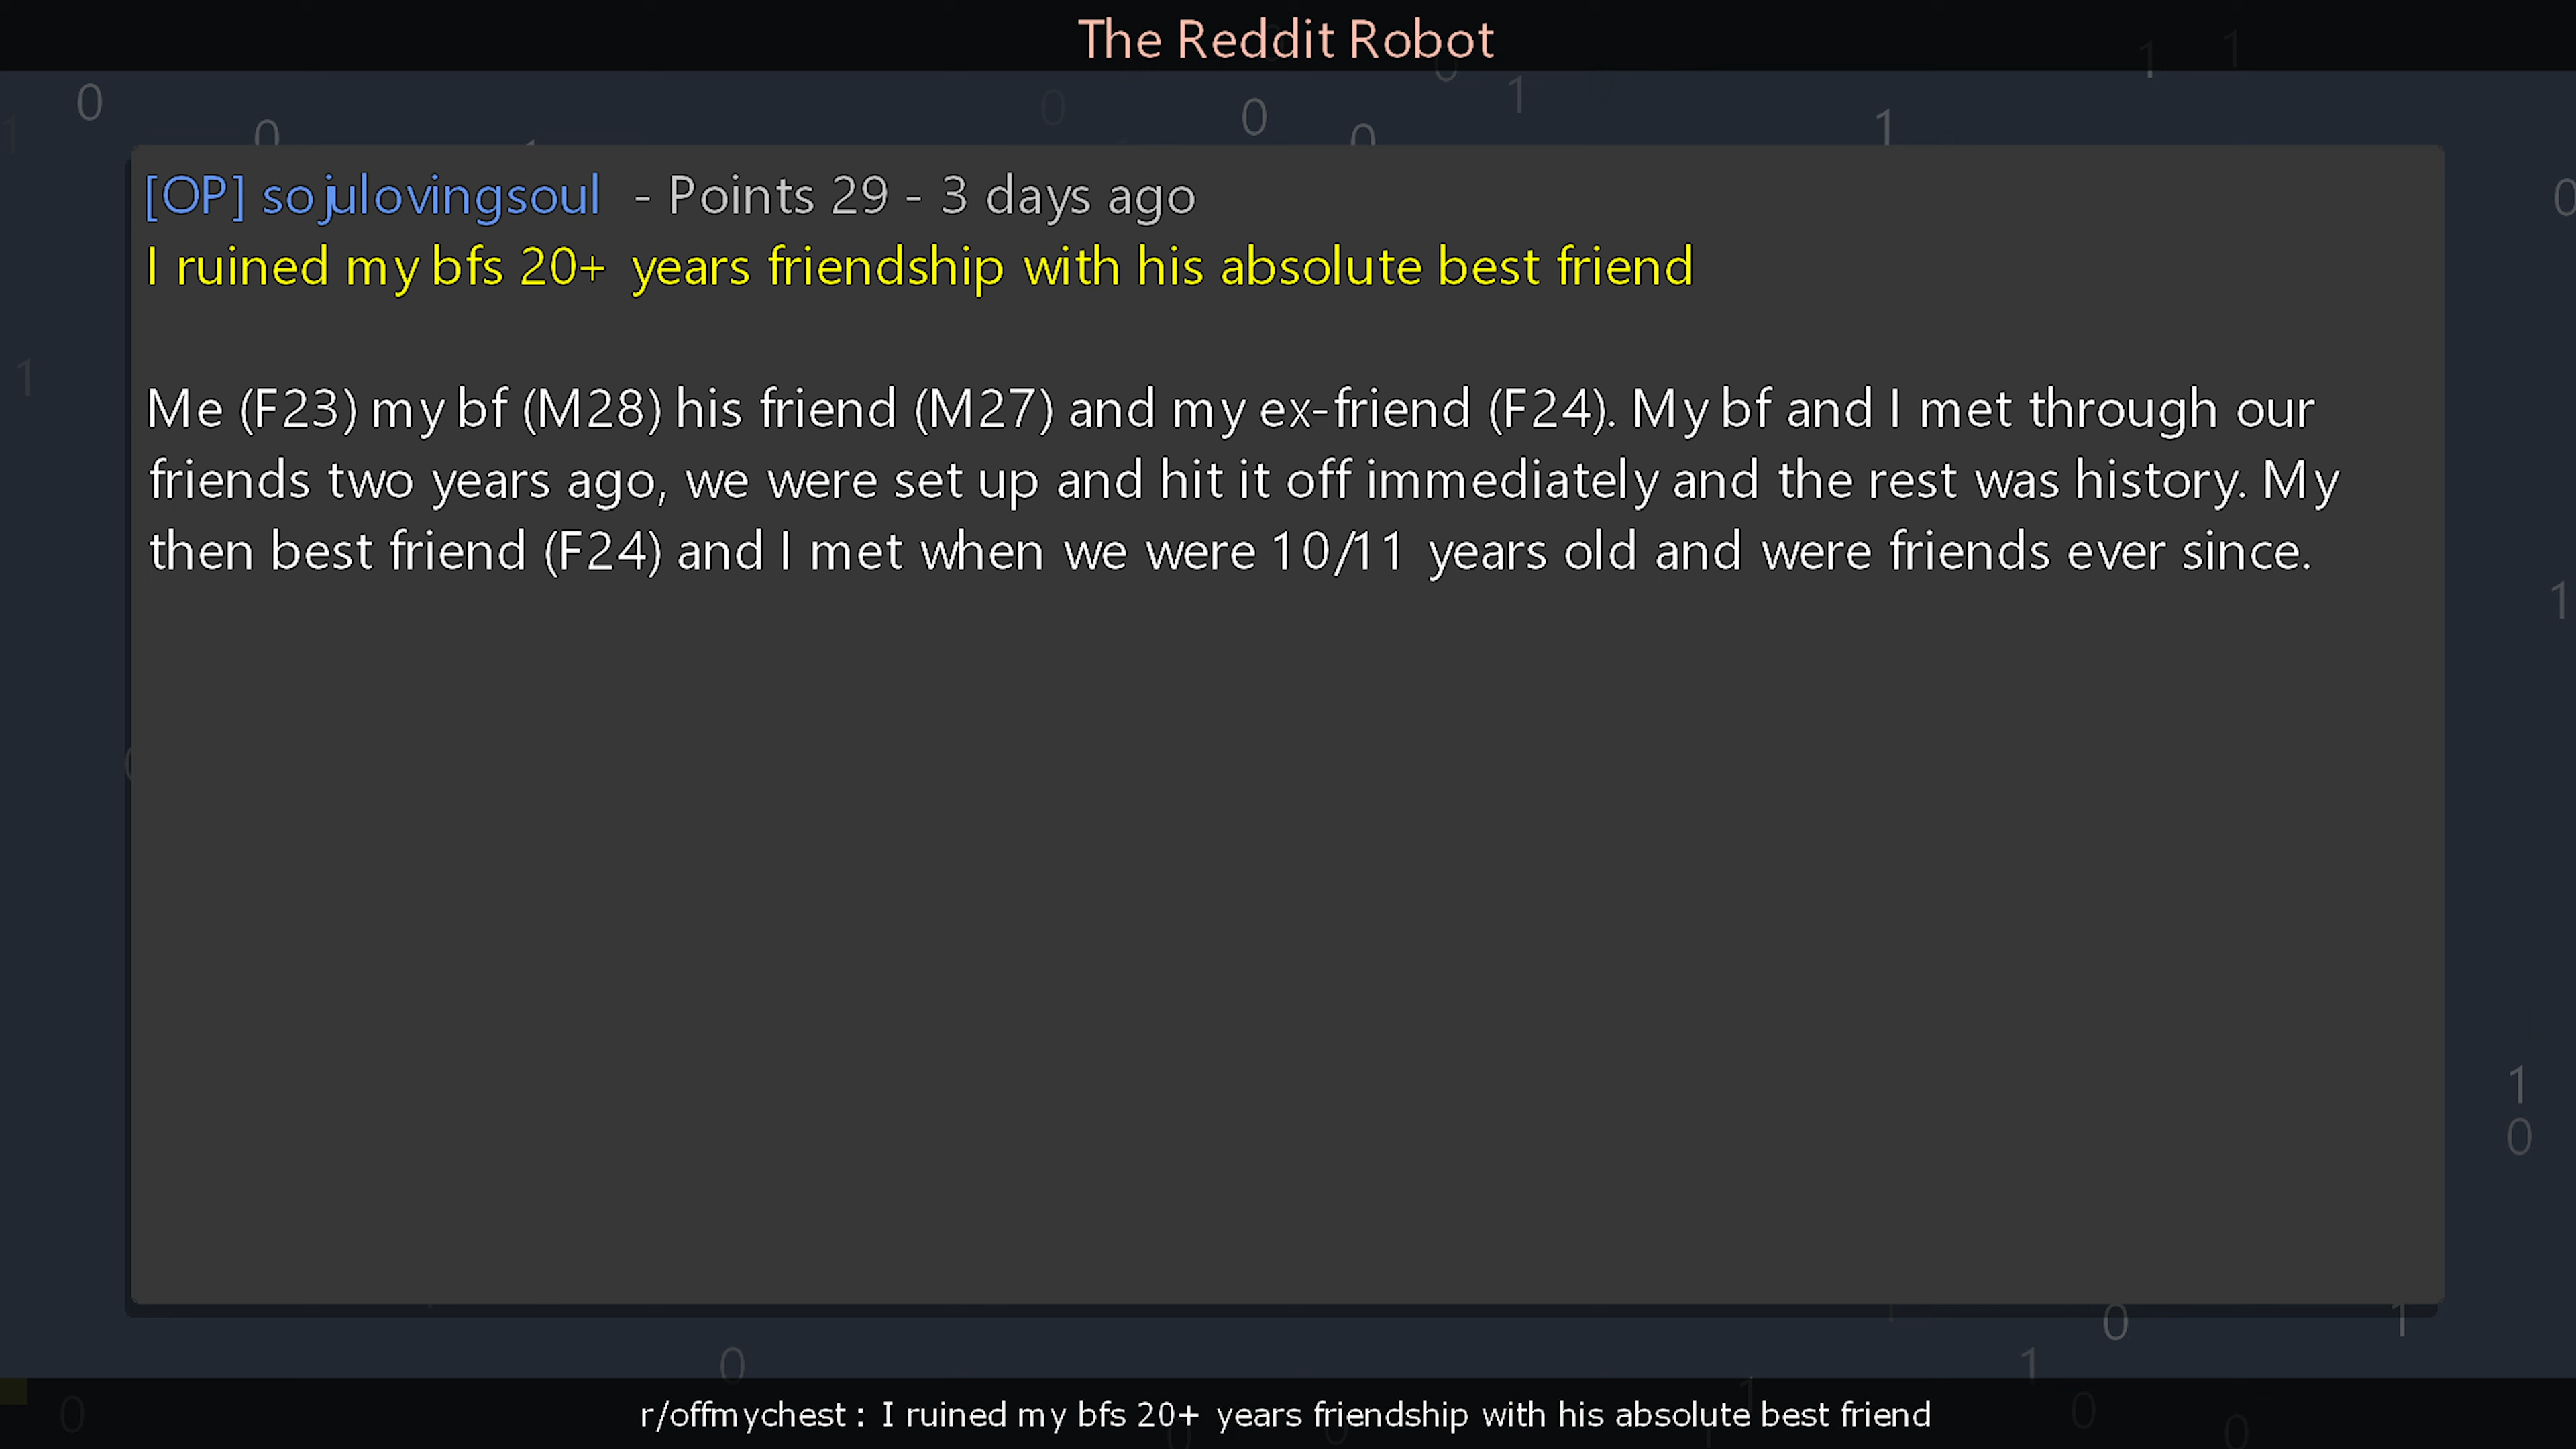 The Reddit Robot
[OP] sojulovingsoul - Points 29 - 3 days ago
I ruined my bfs 20+ years friendship with his absolute best friend
Me (F23) my bf (M28) his friend (M27) and my ex-friend (F24). My bf and I met through our
friends two years ago, we were set up and hit it off immediately and the rest was history. My
then best friend (F24) and I met when we were 10/11 years old and were friends ever since.
r/offmychest : I ruined my bfs 20+ years friendship with his absolute best friend